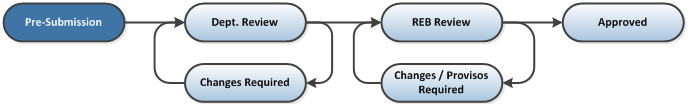 Pre-Submission
Dept. Review
REB Review
Approved
Changes Required
Changes / Provisos
Required